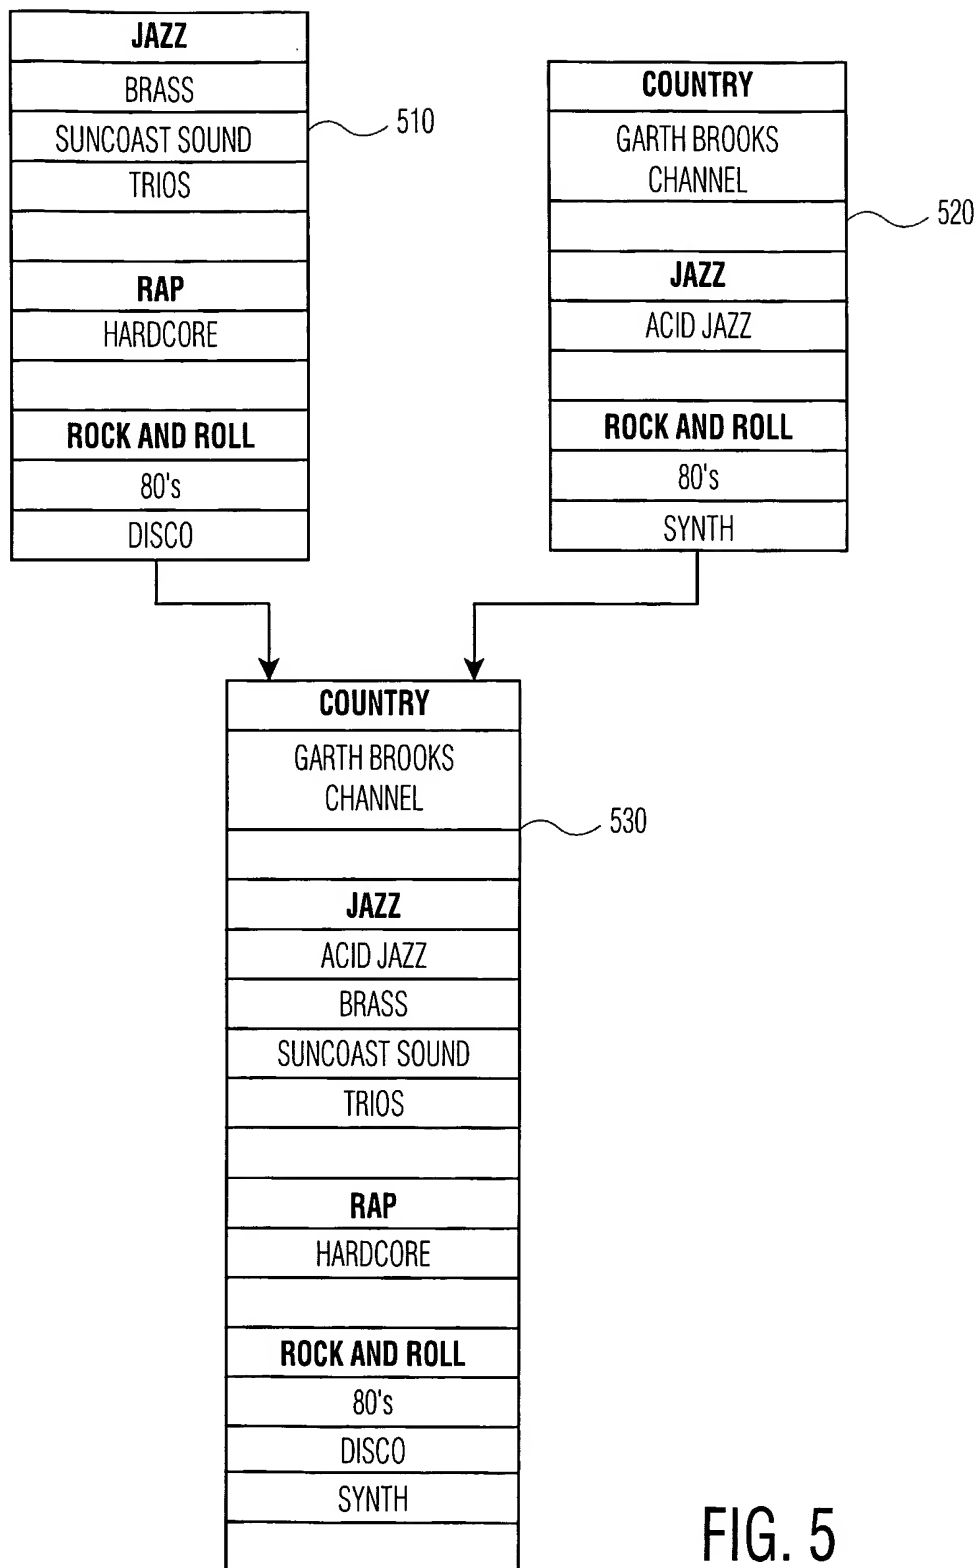 JAZZ
BRASS
SUNCOAST SOUND
TRIOS
RAP
HARDCORE
ROCK AND ROLL
80's
DISCO
510
COUNTRY
GARTH BROOKS
CHANNEL
JAZZ
ACID JAZZ
ROCK AND ROLL
80's
SYNTH
520
COUNTRY
GARTH BROOKS
CHANNEL
JAZZ
ACID JAZZ
BRASS
SUNCOAST SOUND
TRIOS
RAP
HARDCORE
ROCK AND ROLL
80's
DISCO
SYNTH
530
FIG. 5